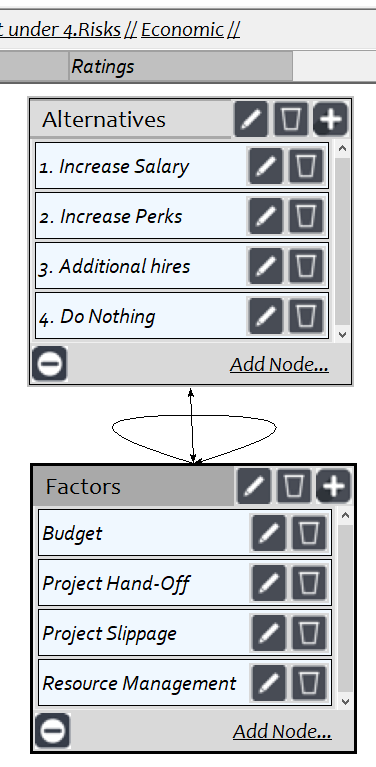 t under 4.Risks // Economic //
Ratings
Alternatives
1. Increase Salary
2. Increase Perks
3. Additional hires
4. Do Nothing
Add Node...
Factors
Budget
Project Hand-Off
Project Slippage
Resource Management
Add Node...